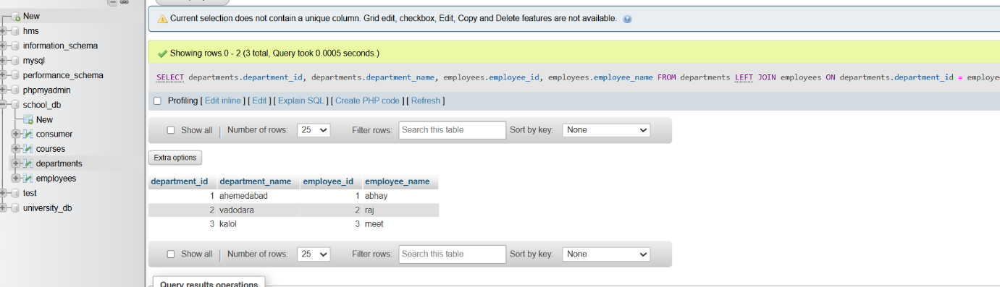 New
hms
information_schema
mysql
performance_schema
phpmyadmin
school_db
New
consumer
courses
departments
employees
test
university_db
Current selection does not contain a unique column. Grid edit, checkbox, Edit, Copy and Delete features are not available.
Showing rows 0 - 2 (3 total, Query took 0.0005 seconds.)
SELECT departments.department_id, departments.department_name, employees.employee_id, employees.employee_name FROM departments LEFT JOIN employees ON departments.department_id = employe
Profiling [ Edit inline ] [ Edit ] [ Explain SQL ] [ Create PHP code ] [ Refresh ]
Show all | Number of rows: 25 Filter rows: Search this table Sort by key: None
Extra options
department_id department_name employee_id employee_name
1 ahemedabad 1 abhay
2 vadodara 2 raj
3 kalol 3 meet
Show all | Number of rows: 25 Filter rows: Search this table Sort by key: None
Query results operations